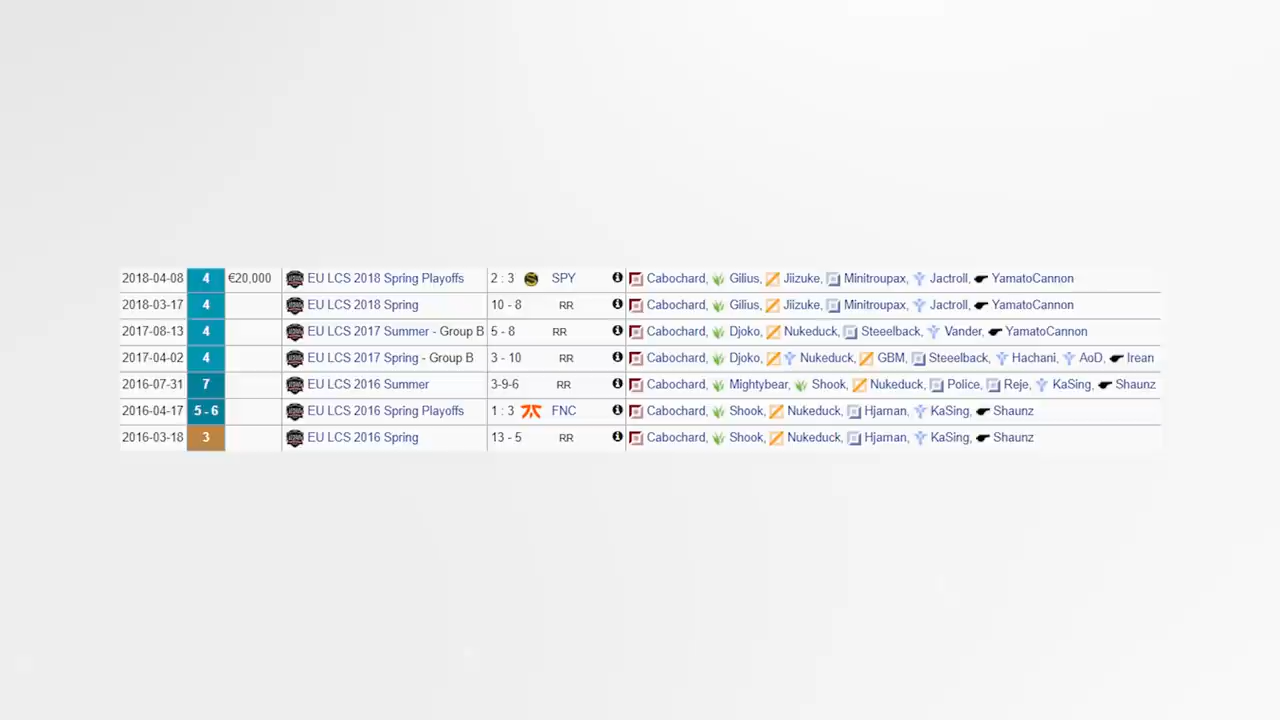 2018-04-08 4 €20,000 EU LCS 2018 Spring Playoffs 2 : 3 SPY Cabochard, Gilius, Jiizuke, Minitroupax, Jactroll, YamatoCannon
2018-03-17 4 EU LCS 2018 Spring 10 - 8 RR Cabochard, Gilius, Jiizuke, Minitroupax, Jactroll, YamatoCannon
2017-08-13 4 EU LCS 2017 Summer - Group B 5 - 8 RR Cabochard, Djoko, Nukeduck, Steeelback, Vander, YamatoCannon
2017-04-02 4 EU LCS 2017 Spring - Group B 3 - 10 RR Cabochard, Djoko, Nukeduck, GBM, Steeelback, Hachani, AoD, Irean
2016-07-31 7 EU LCS 2016 Summer 3-9-6 RR Cabochard, Mightybear, Shook, Nukeduck, Police, Reje, KaSing, Shaunz
2016-04-17 5 - 6 EU LCS 2016 Spring Playoffs 1 : 3 FNC Cabochard, Shook, Nukeduck, Hjarnan, KaSing, Shaunz
2016-03-18 3 EU LCS 2016 Spring 13 - 5 RR Cabochard, Shook, Nukeduck, Hjarnan, KaSing, Shaunz